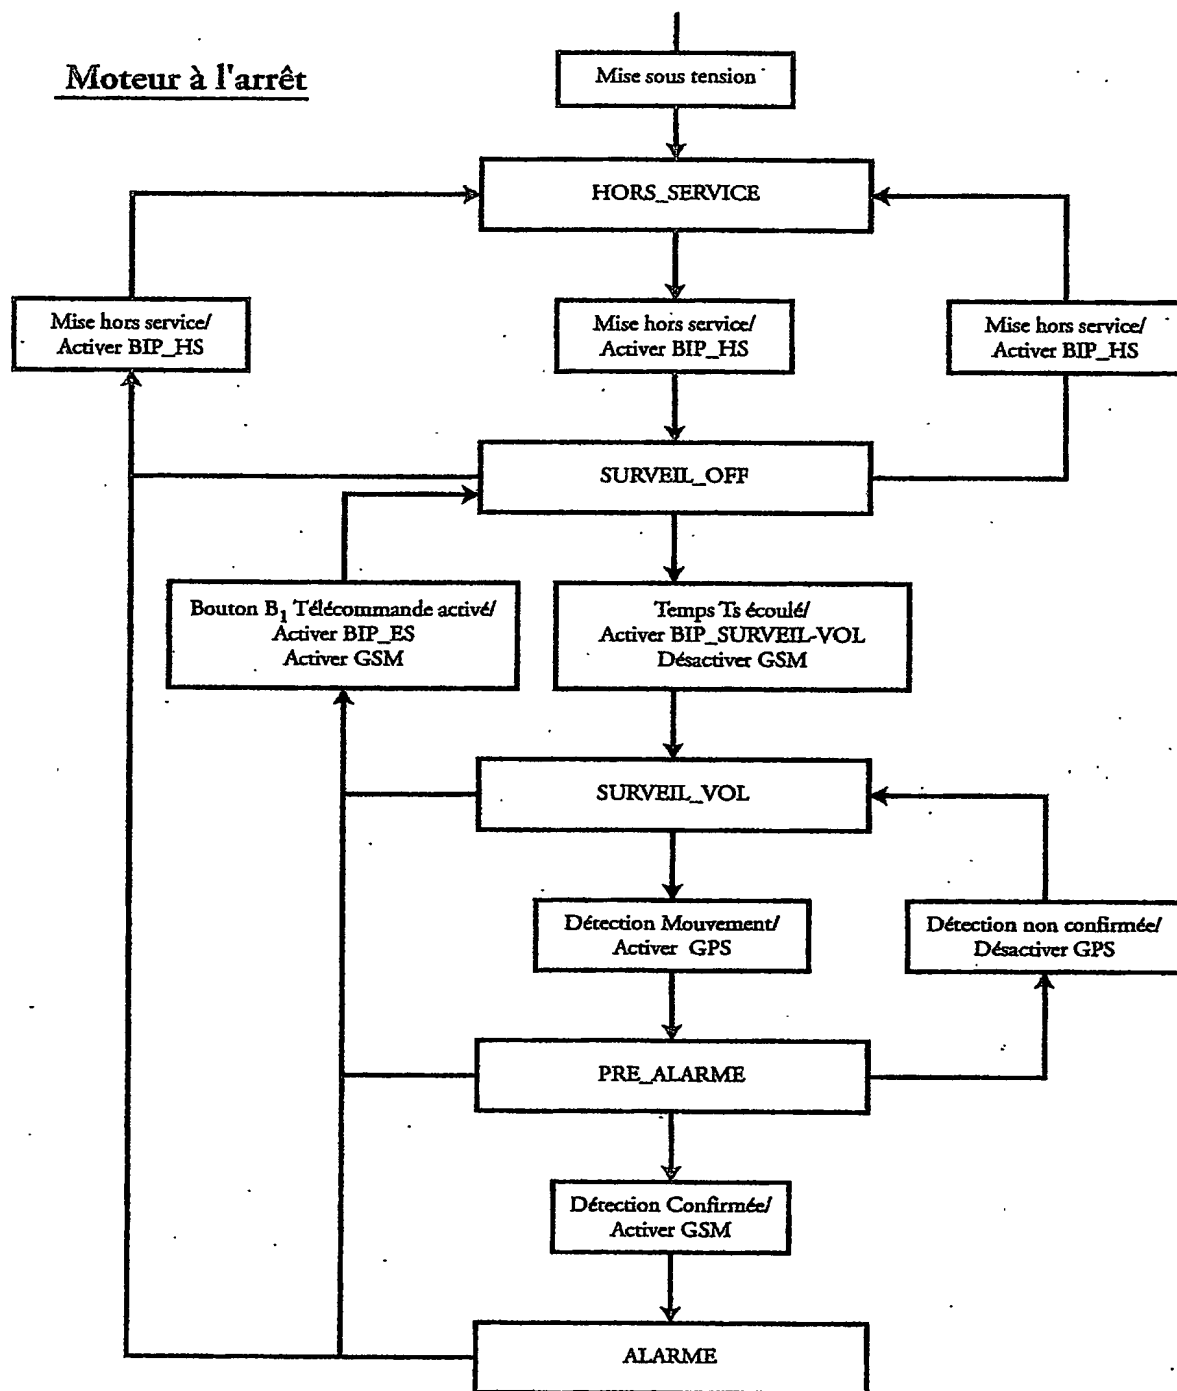 Moteur à l'arrêt
Mise sous tension
HORS_SERVICE
Mise hors service/
Activer BIP_HS
Mise hors service/
Activer BIP_HS
Mise hors service/
Activer BIP_HS
SURVEIL_OFF
Bouton B1 Télécommande activé/
Activer BIP_ES
Activer GSM
Temps Ts écoulé/
Activer BIP_SURVEIL-VOL
Désactiver GSM
SURVEIL_VOL
Détection Mouvement/
Activer GPS
Détection non confirmée/
Désactiver GPS
PRE_ALARME
Détection Confirmée/
Activer GSM
ALARME